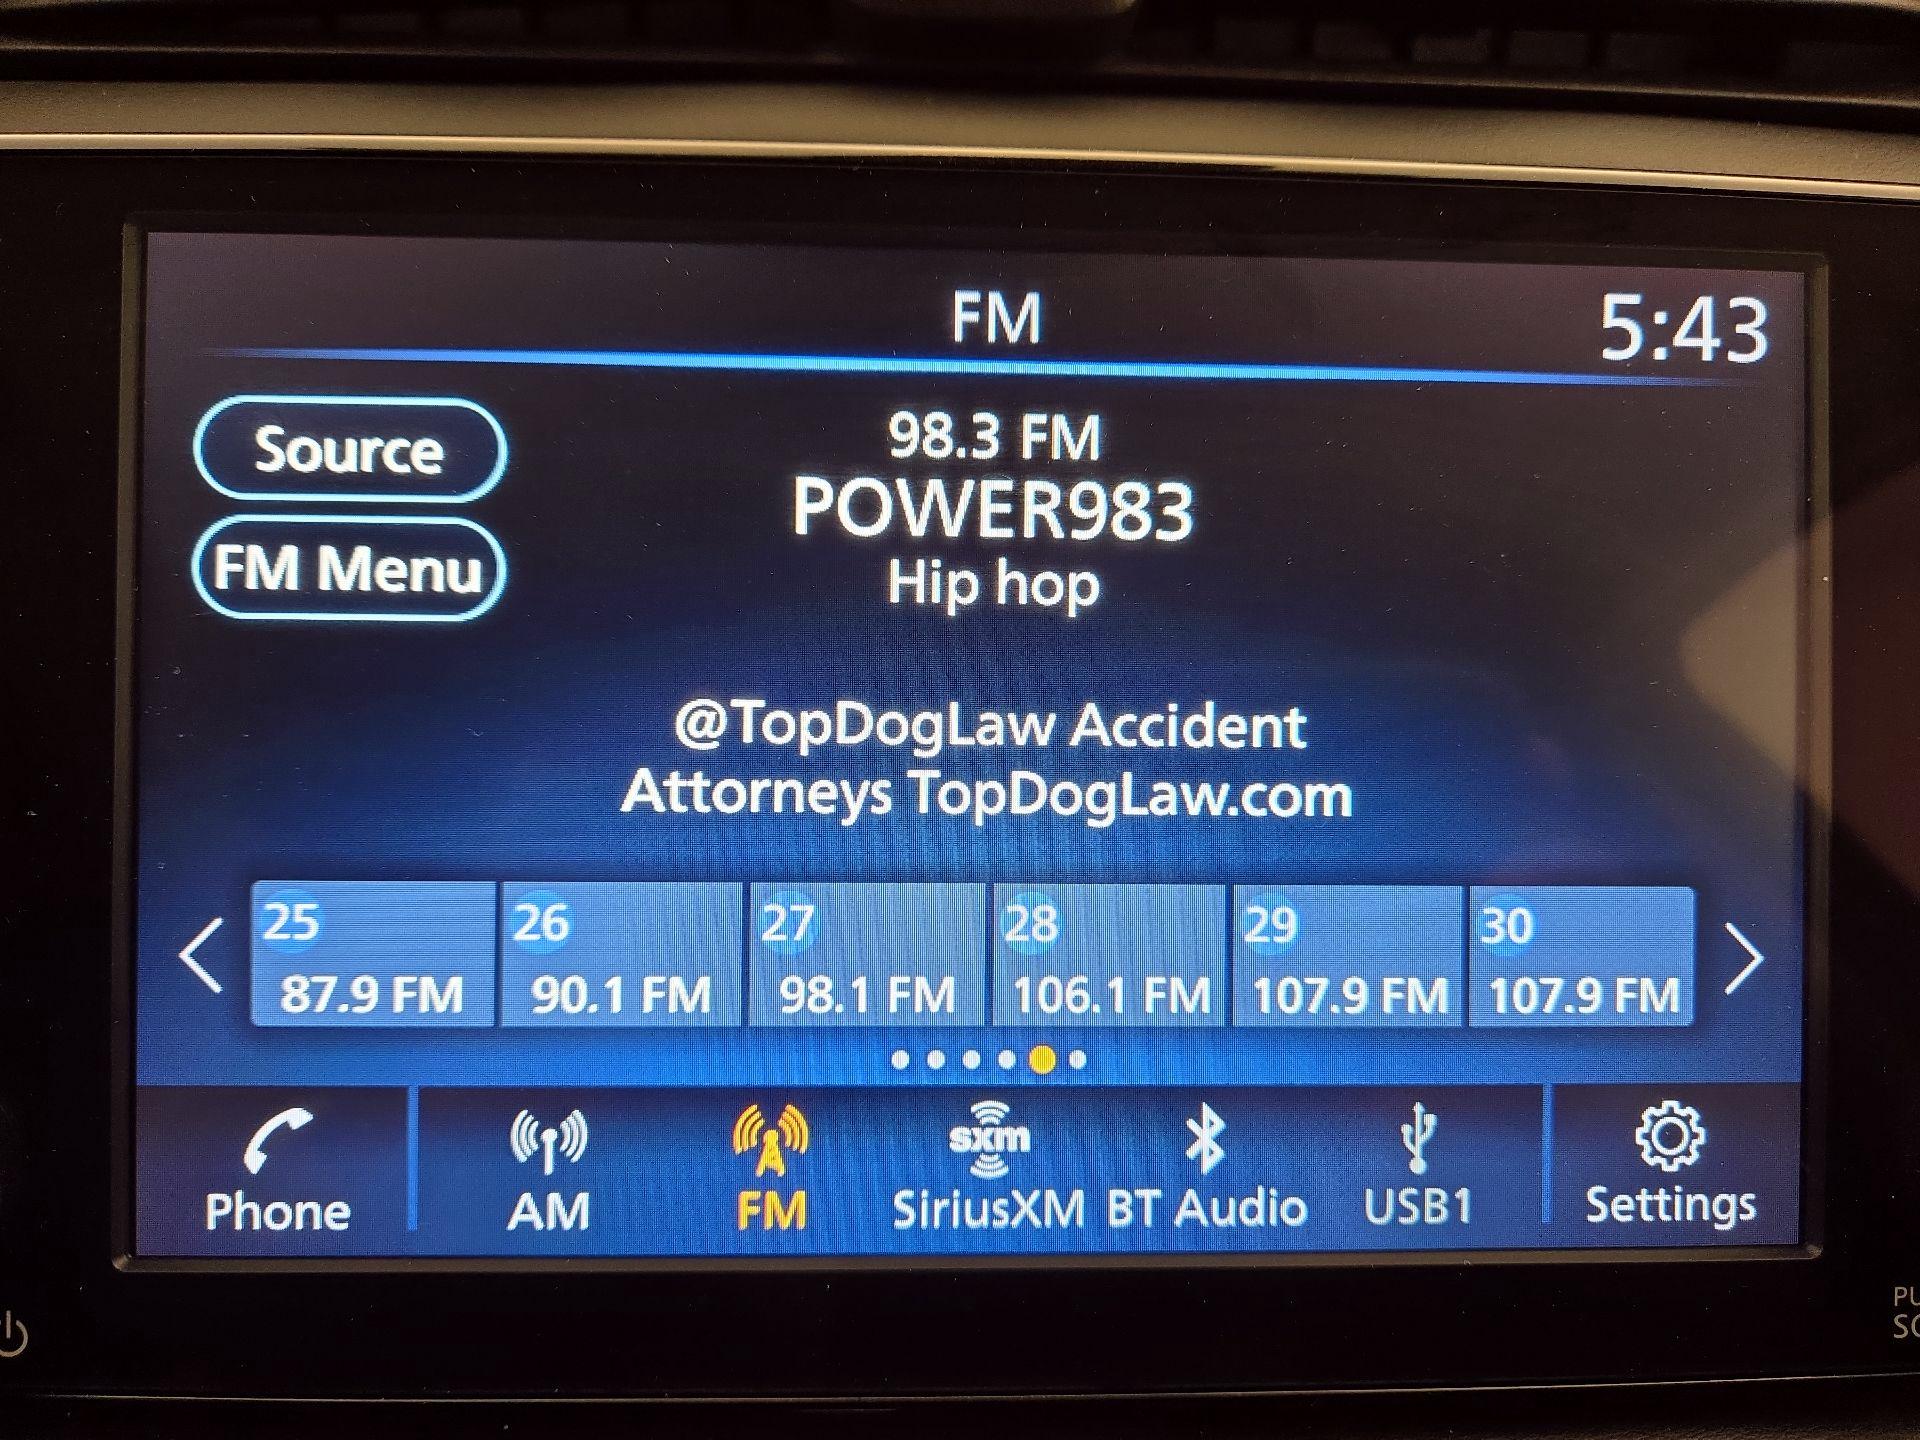 FM
5:43
Source
98.3 FM
POWER983
FM Menu
Hip hop
@TopDogLaw Accident
Attorneys TopDogLaw.com
25 26 27 28 29 30
87.9 FM 90.1 FM 98.1 FM 106.1 FM 107.9 FM 107.9 FM
sxm
Phone AM FM SiriusXM BT Audio USB1 Settings